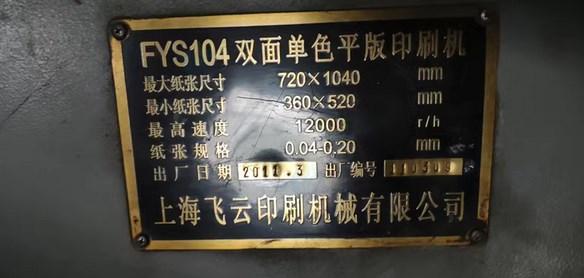 FYS104双面单色平版印刷机
最大纸张尺寸 720×1040 mm
最小纸张尺寸 360×520 mm
最高速度 12000 r/h
纸张规格 0.04-0.20 mm
出厂日期 2011.3 出厂编号 110309
上海飞云印刷机械有限公司